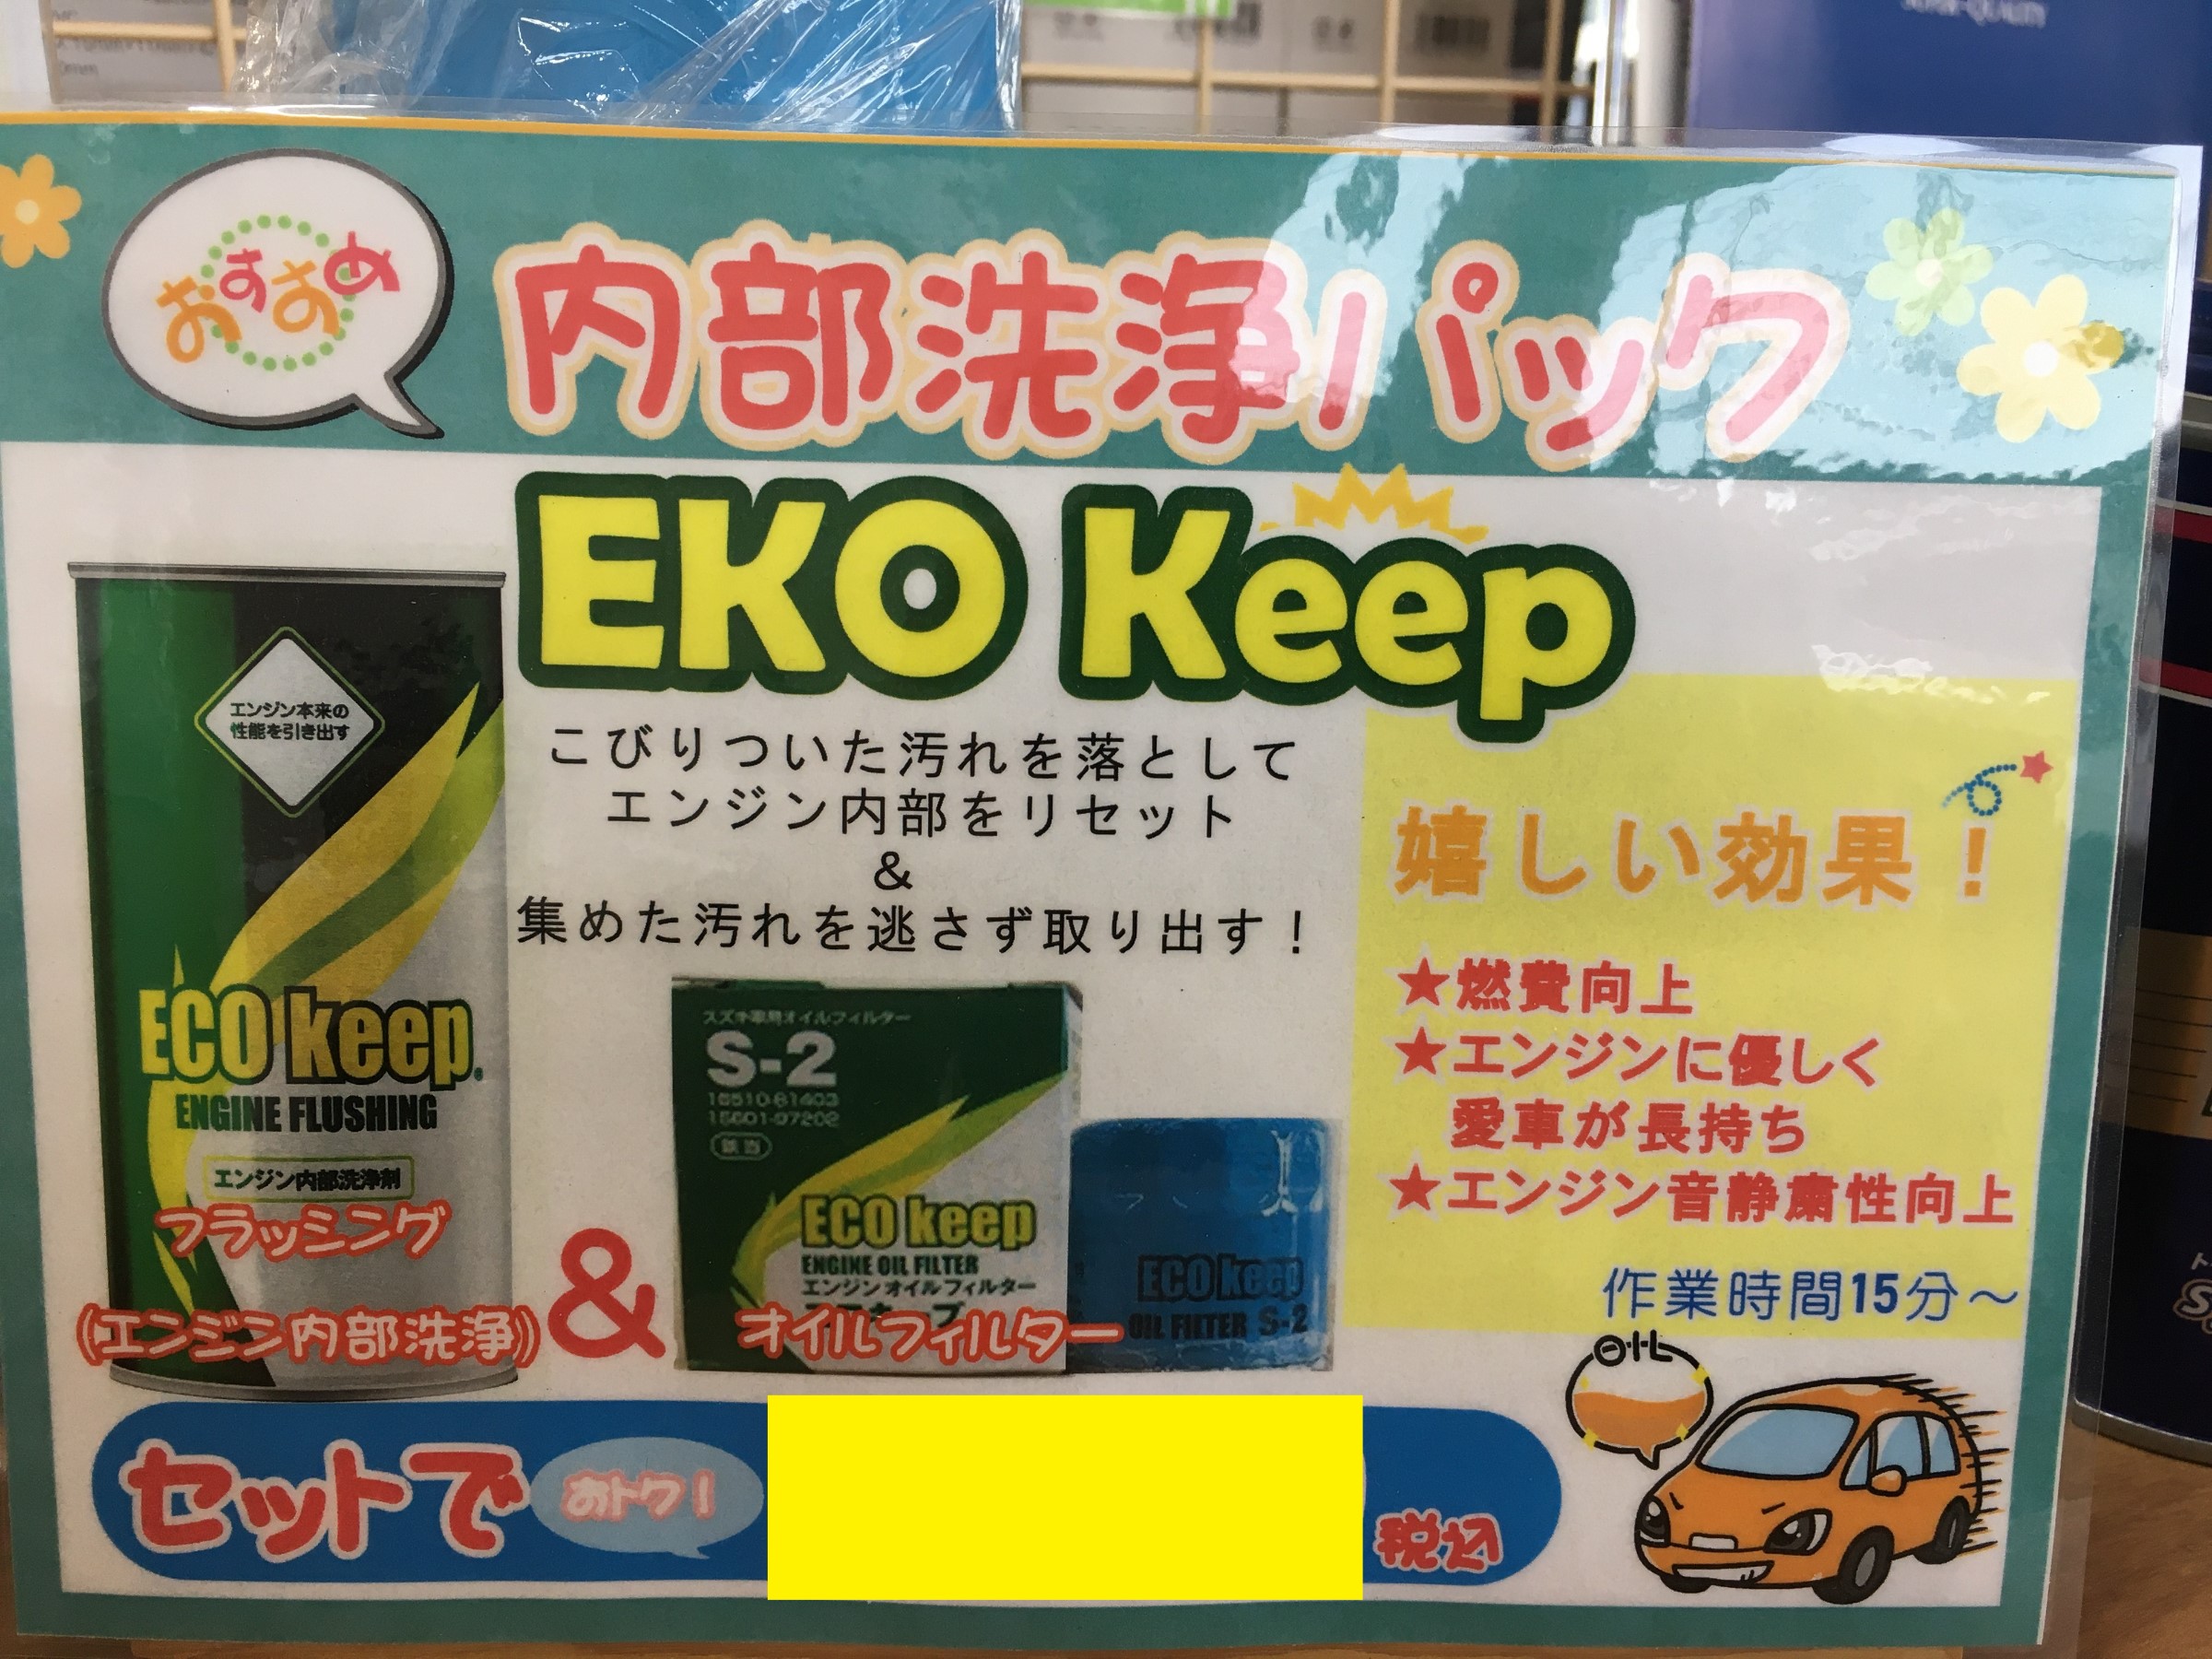 SUPER-QUALITY
おすすめ
内部洗浄パック
EKO Keep
エンジン本来の
性能を引き出す
ECO keep
ENGINE FLUSHING
エンジン内部洗浄剤
フラッシング
(エンジン内部洗浄)
こびりついた汚れを落として
エンジン内部をリセット
&
集めた汚れを逃さず取り出す！
&
スズキ車用オイルフィルター
S-2
16510-81403
15601-97202
ECO keep
ENGINE OIL FILTER
エンジンオイルフィルター
オイルフィルター
ECO keep
OIL FILTER S-2
嬉しい効果！
★燃費向上
★エンジンに優しく
愛車が長持ち
★エンジン音静粛性向上
作業時間15分～
OIL
セットで
おトク！
税込